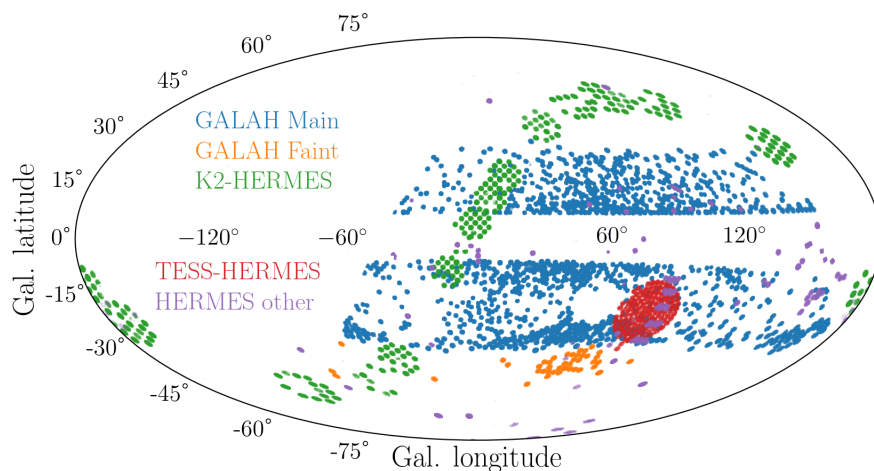 75°
60°
45°
30°
15°
0°
-15°
-30°
-45°
-60°
-75°
−120°
−60°
60°
120°
GALAH Main
GALAH Faint
K2-HERMES
TESS-HERMES
HERMES other
Gal. latitude
Gal. longitude